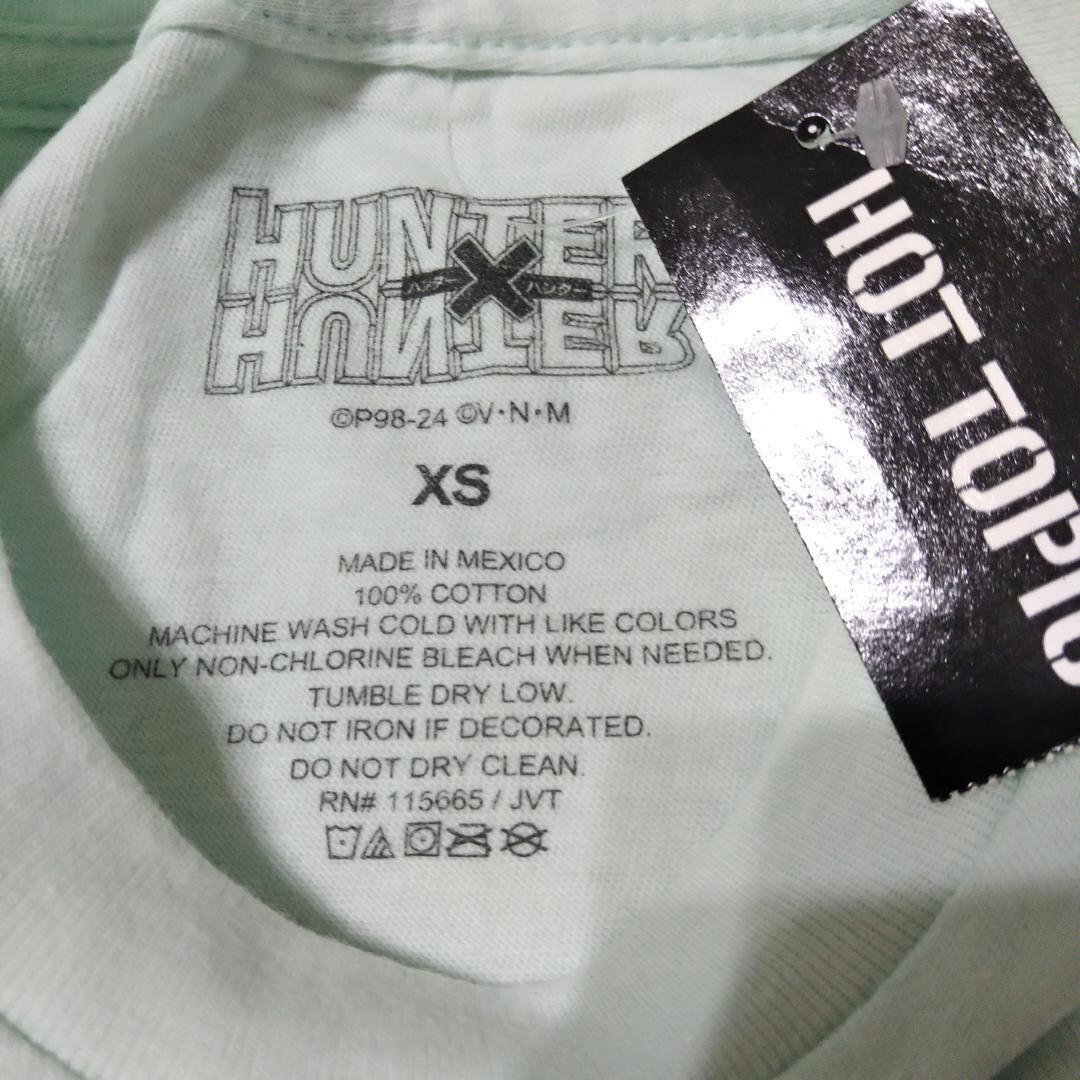 HUNTER
ハンター X ハンター
HUNTER
©P98-24 ©V·N·M
XS
MADE IN MEXICO
100% COTTON
MACHINE WASH COLD WITH LIKE COLORS
ONLY NON-CHLORINE BLEACH WHEN NEEDED.
TUMBLE DRY LOW.
DO NOT IRON IF DECORATED.
DO NOT DRY CLEAN.
RN# 115665 / JVT
HOT TOPIC